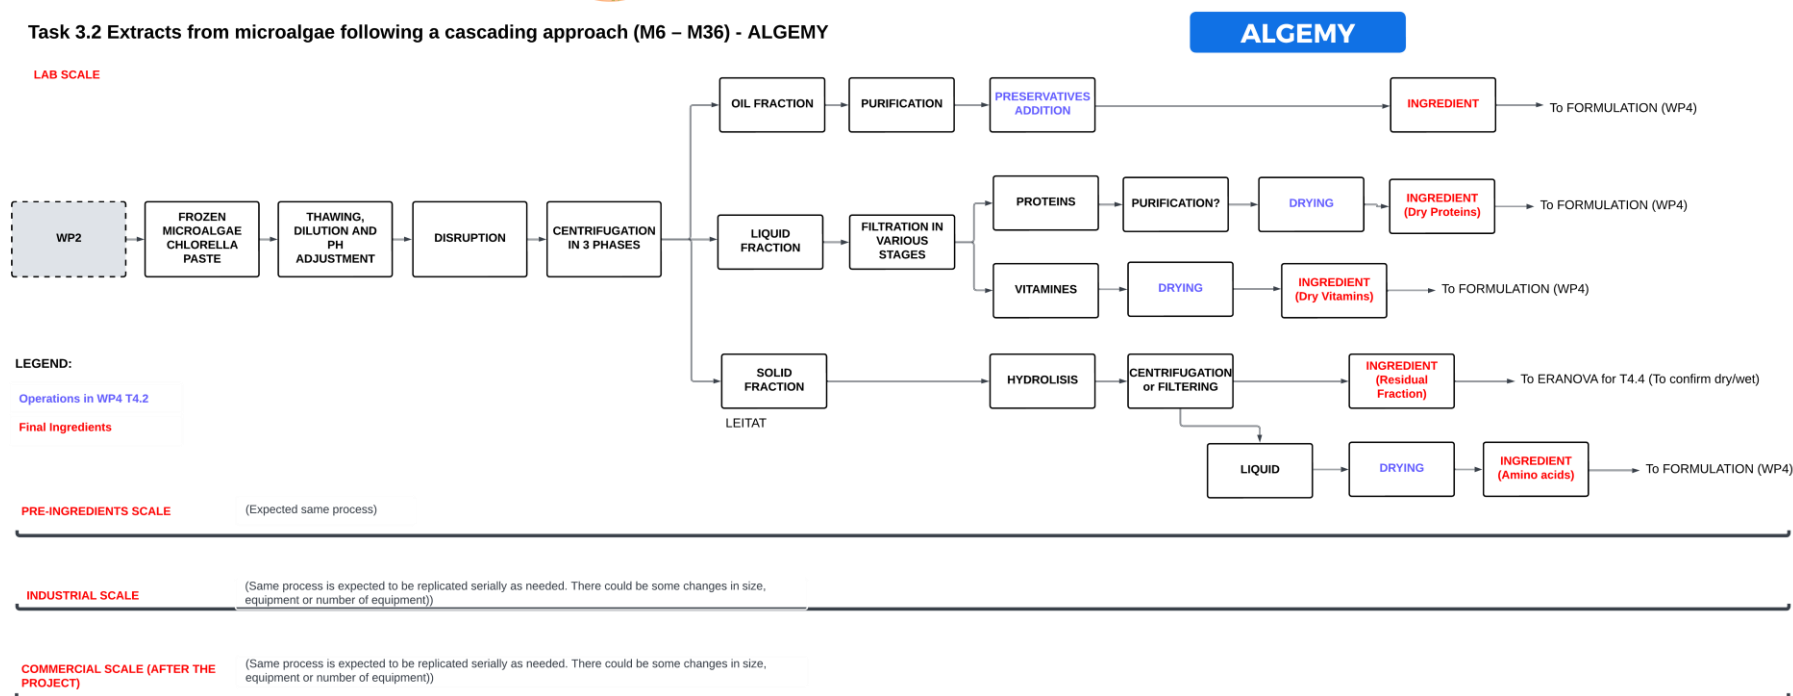 Task 3.2 Extracts from microalgae following a cascading approach (M6 – M36) - ALGEMY
ALGEMY
LAB SCALE
OIL FRACTION
PURIFICATION
PRESERVATIVES
ADDITION
INGREDIENT
To FORMULATION (WP4)
WP2
FROZEN
MICROALGAE
CHLORELLA
PASTE
THAWING,
DILUTION AND
PH
ADJUSTMENT
DISRUPTION
CENTRIFUGATION
IN 3 PHASES
LIQUID
FRACTION
FILTRATION IN
VARIOUS
STAGES
PROTEINS
PURIFICATION?
DRYING
INGREDIENT
(Dry Proteins)
To FORMULATION (WP4)
VITAMINES
DRYING
INGREDIENT
(Dry Vitamins)
To FORMULATION (WP4)
SOLID
FRACTION
LEITAT
HYDROLISIS
CENTRIFUGATION
or FILTERING
INGREDIENT
(Residual
Fraction)
To ERANOVA for T4.4 (To confirm dry/wet)
LIQUID
DRYING
INGREDIENT
(Amino acids)
To FORMULATION (WP4)
LEGEND:
Operations in WP4 T4.2
Final Ingredients
PRE-INGREDIENTS SCALE
(Expected same process)
INDUSTRIAL SCALE
(Same process is expected to be replicated serially as needed. There could be some changes in size,
equipment or number of equipment))
COMMERCIAL SCALE (AFTER THE
PROJECT)
(Same process is expected to be replicated serially as needed. There could be some changes in size,
equipment or number of equipment))